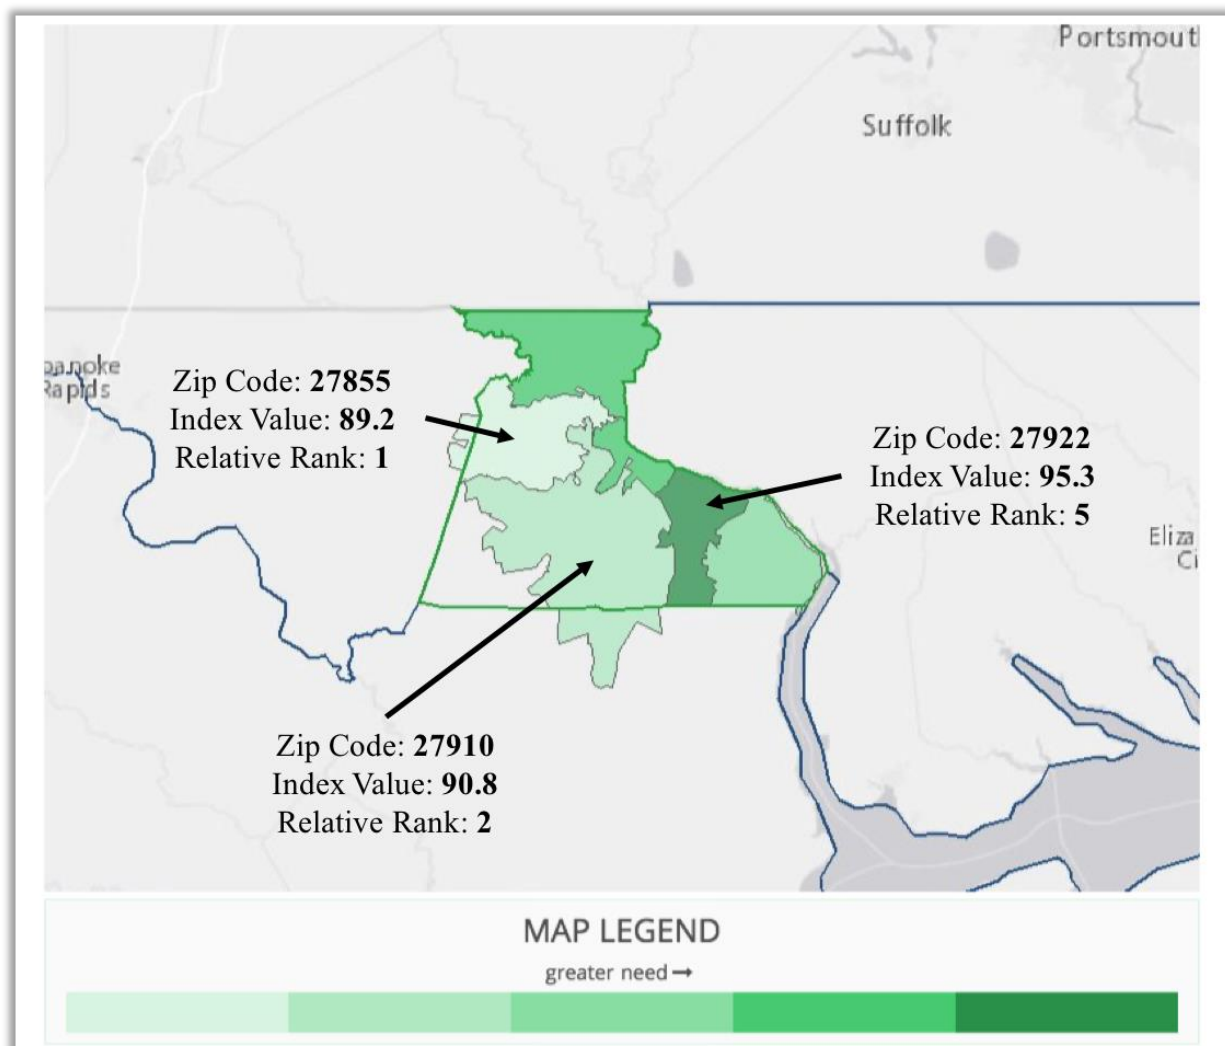 Portsmout
Suffolk
oanoke
Rapids
Zip Code: 27855
Index Value: 89.2
Relative Rank: 1
Zip Code: 27922
Index Value: 95.3
Relative Rank: 5
Eliza
Ci
Zip Code: 27910
Index Value: 90.8
Relative Rank: 2
MAP LEGEND
greater need →